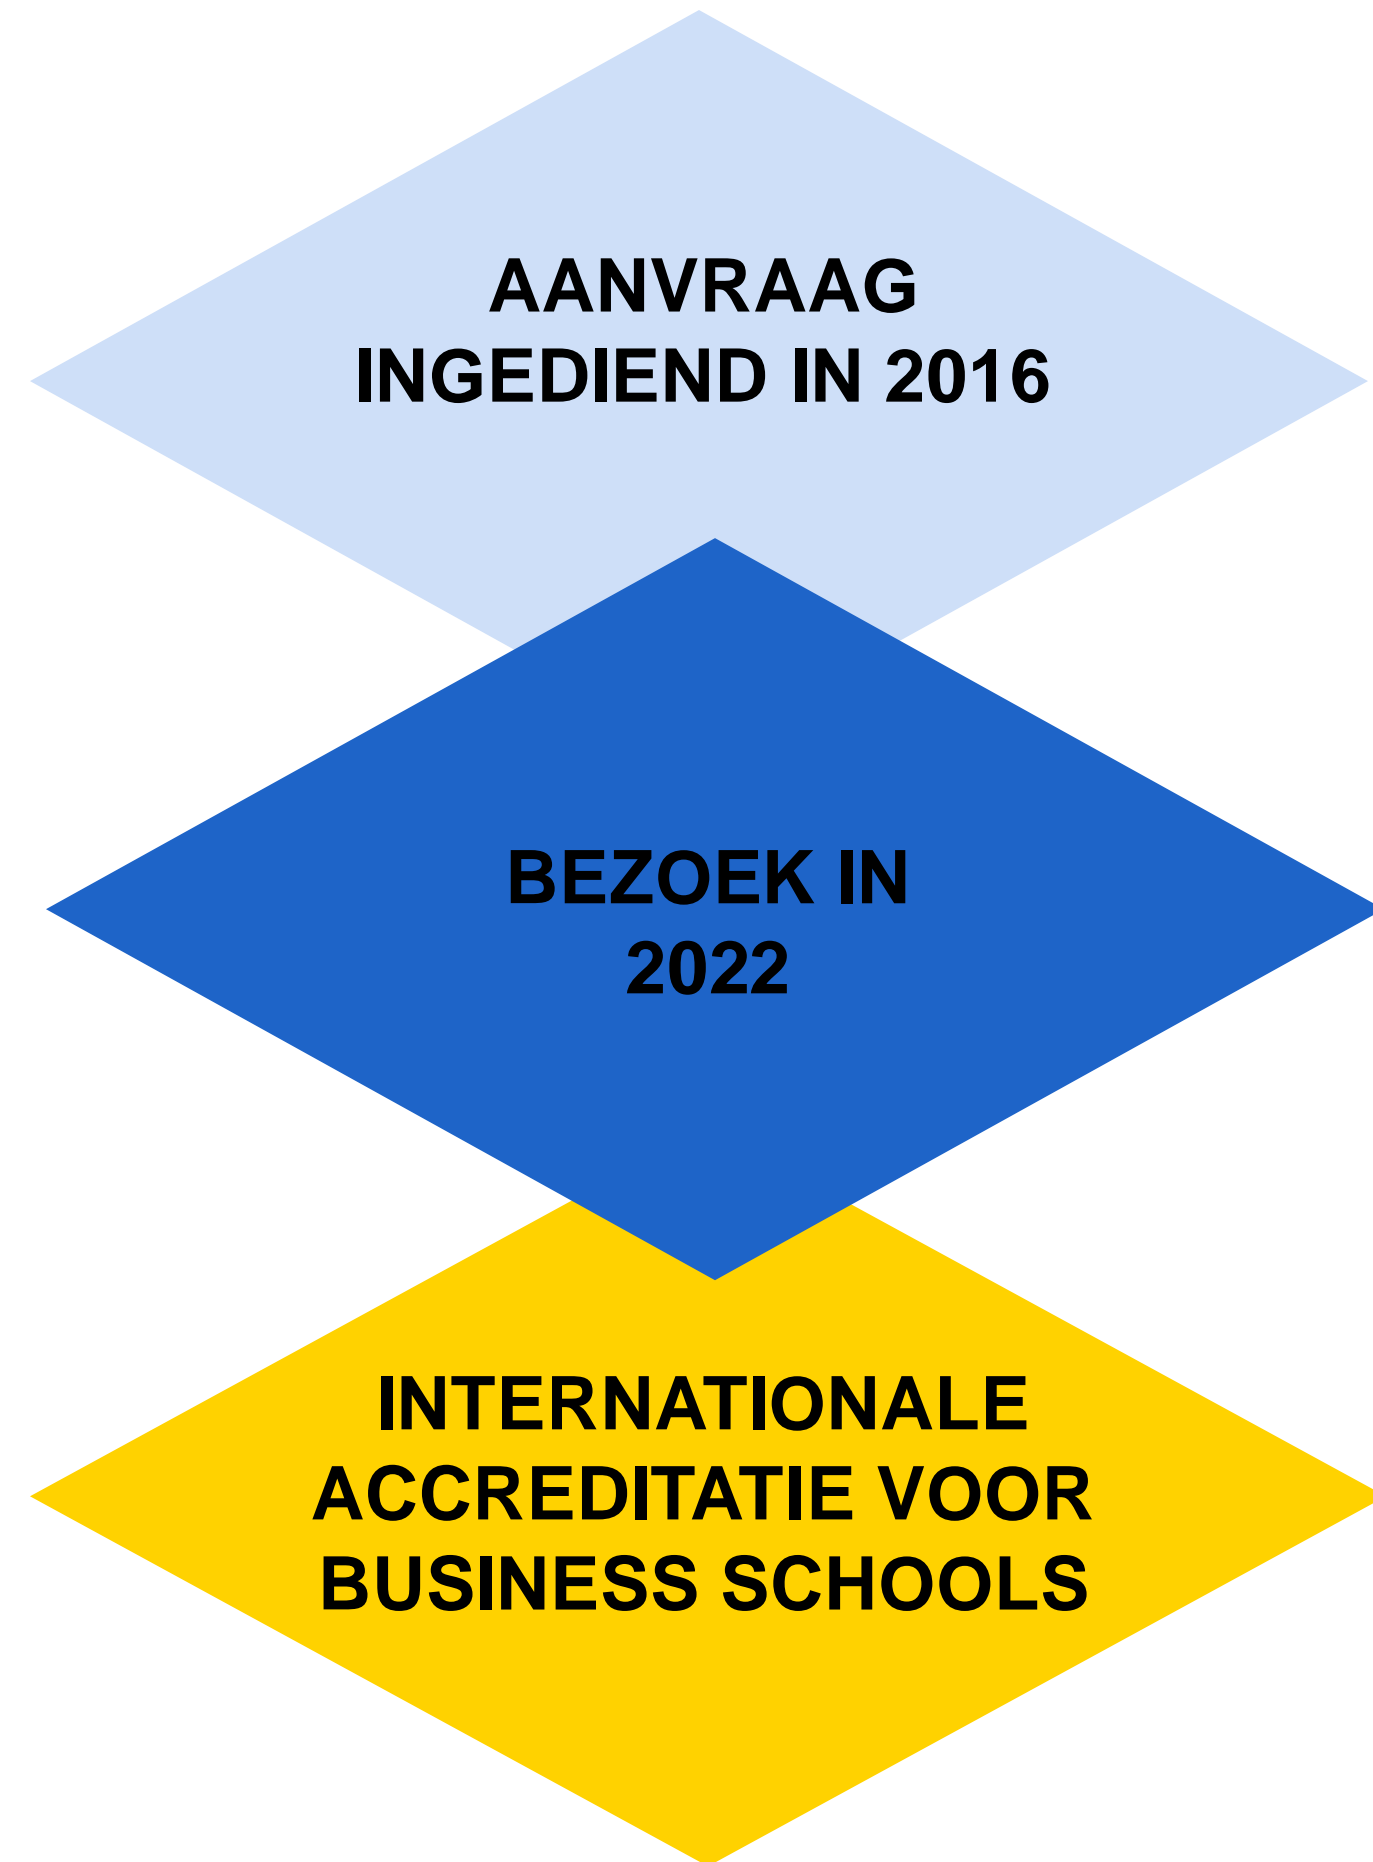 AANVRAAG
INGEDIEND IN 2016
BEZOEK IN
2022
INTERNATIONALE
ACCREDITATIE VOOR
BUSINESS SCHOOLS